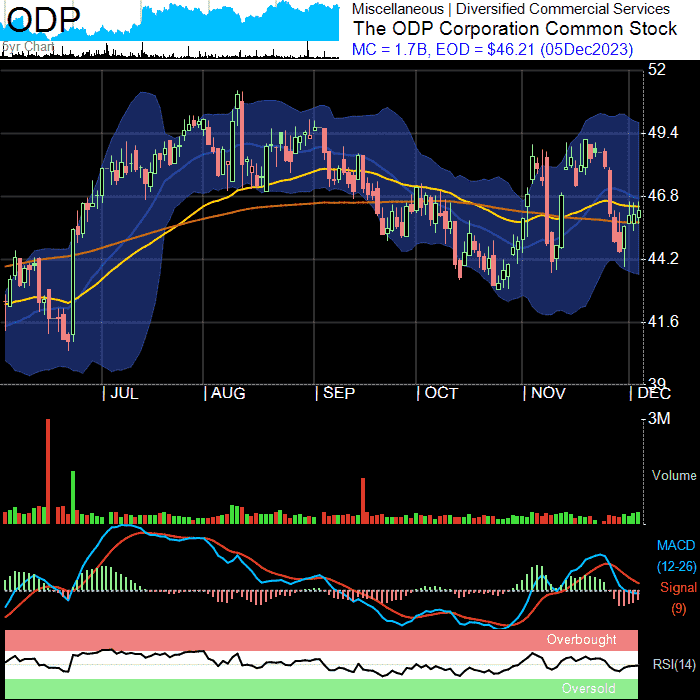 ODP
5yr Chart
Miscellaneous | Diversified Commercial Services
The ODP Corporation Common Stock
MC = 1.7B, EOD = $46.21 (05Dec2023)
52
49.4
46.8
44.2
41.6
39
| JUL | AUG | SEP | OCT | NOV | DEC
3M
Volume
MACD
(12-26)
Signal
(9)
Overbought
RSI(14)
Oversold